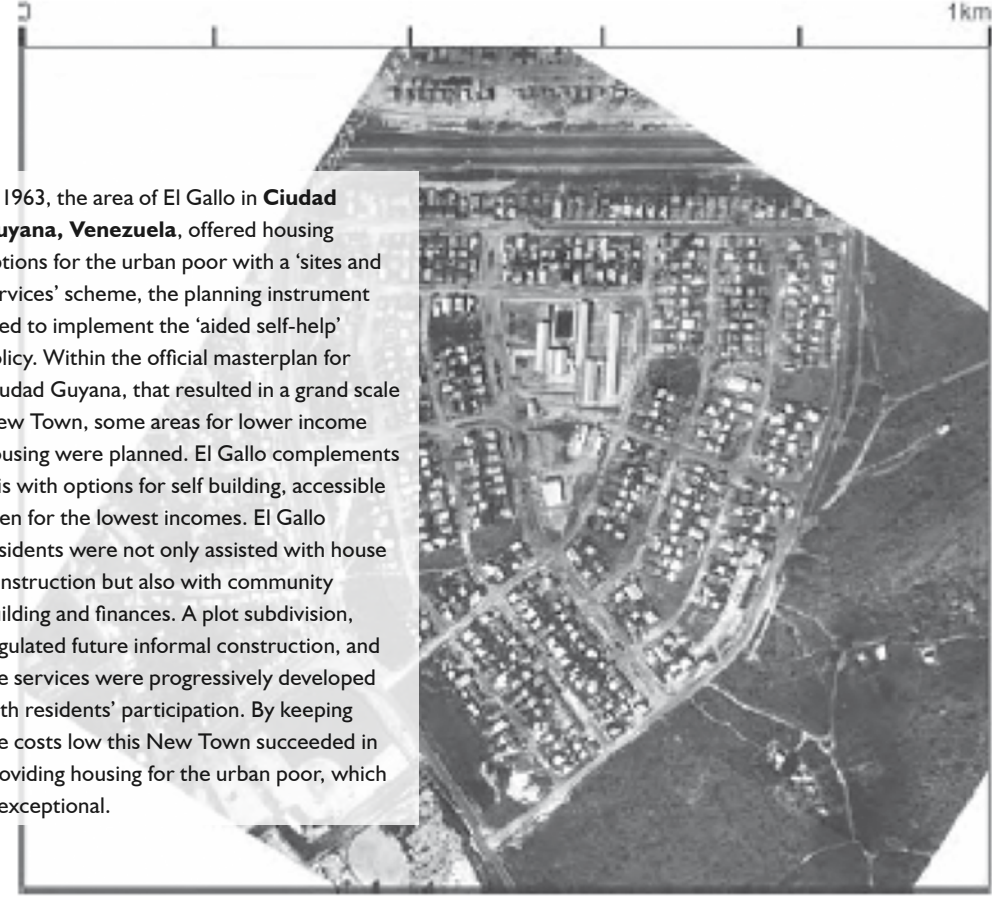 1km
1963, the area of El Gallo in Ciudad
uyana, Venezuela, offered housing
tions for the urban poor with a ‘sites and
rvices’ scheme, the planning instrument
ed to implement the ‘aided self-help’
licy. Within the official masterplan for
udad Guyana, that resulted in a grand scale
ew Town, some areas for lower income
ousing were planned. El Gallo complements
is with options for self building, accessible
en for the lowest incomes. El Gallo
sidents were not only assisted with house
nstruction but also with community
ilding and finances. A plot subdivision,
gulated future informal construction, and
e services were progressively developed
th residents’ participation. By keeping
e costs low this New Town succeeded in
oviding housing for the urban poor, which
exceptional.